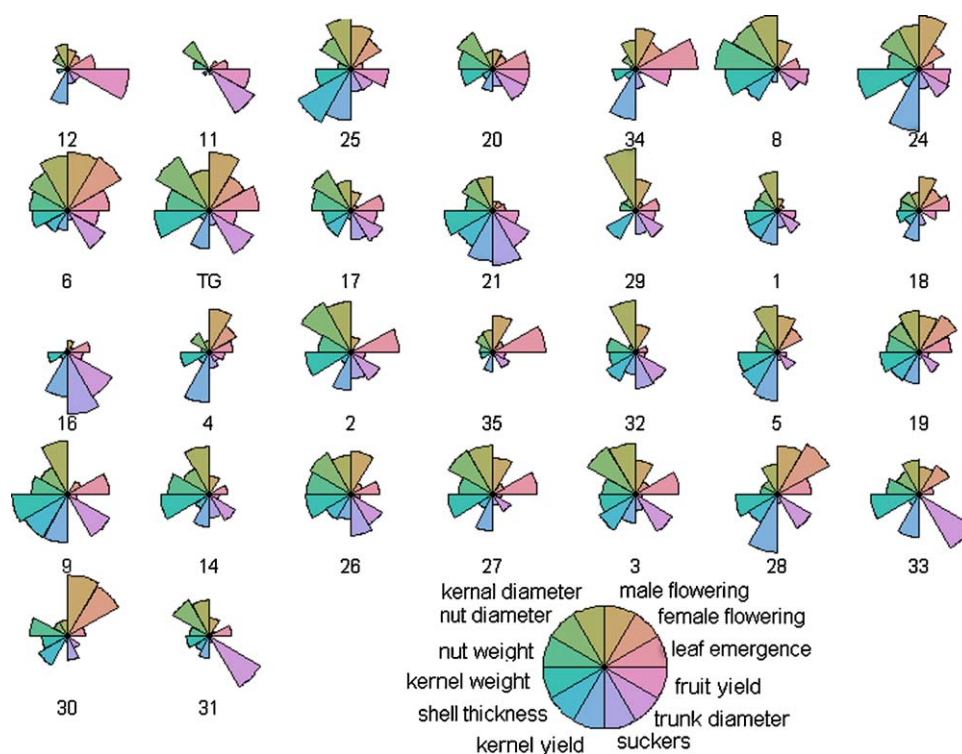 12 11 25 20 34 8 24
6 TG 17 21 29 1 18
16 4 2 35 32 5 19
9 14 26 27 3 28 33
30 31
kernal diameter male flowering
nut diameter female flowering
nut weight leaf emergence
kernel weight fruit yield
shell thickness trunk diameter
kernel yield suckers